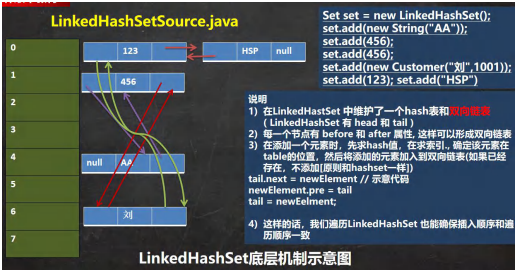 LinkedHashSetSource.java
Set set = new LinkedHashSet();
set.add(new String("AA"));
set.add(456);
set.add(456);
set.add(new Customer("刘",1001));
set.add(123); set.add("HSP")
0
123
HSP null
1
456
2
3
4
null AA
5
6
刘
7
说明
1) 在LinkedHastSet 中维护了一个hash表和双向链表
( LinkedHashSet 有 head 和 tail )
2) 每一个节点有 before 和 after 属性, 这样可以形成双向链表
3) 在添加一个元素时，先求hash值，在求索引., 确定该元素在
table的位置，然后将添加的元素加入到双向链表(如果已经
存在，不添加[原则和hashset一样])
tail.next = newElement // 示意代码
newElement.pre = tail
tail = newEelment;
4) 这样的话，我们遍历LinkedHashSet 也能确保插入顺序和遍
历顺序一致
LinkedHashSet底层机制示意图